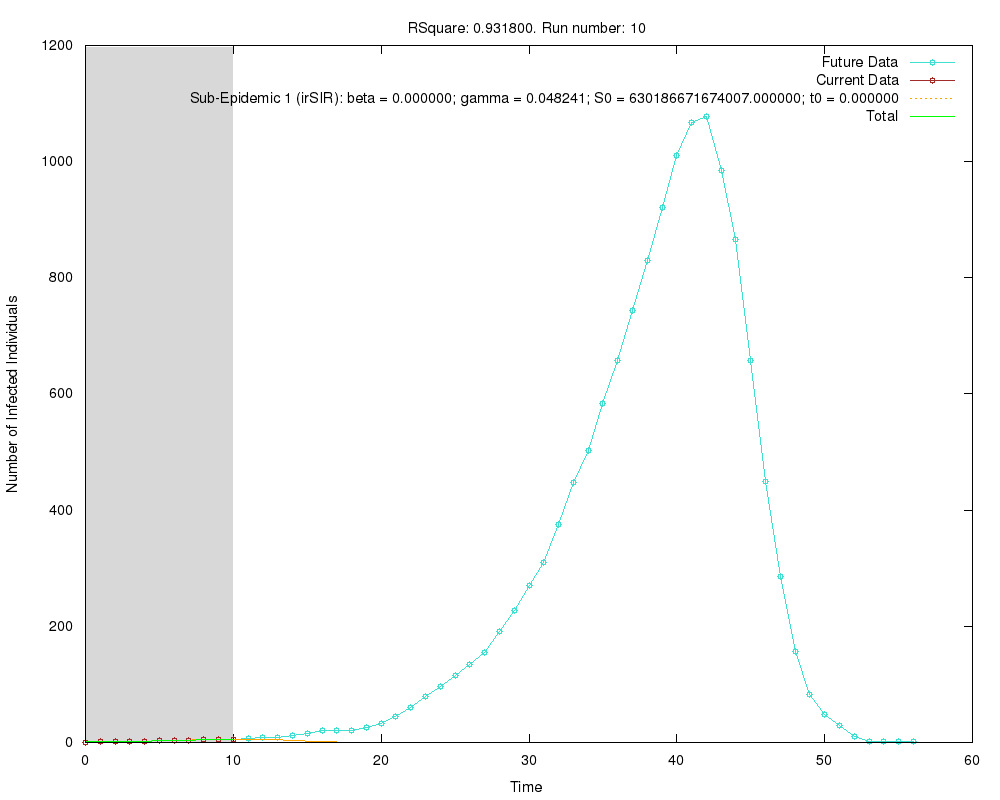 RSquare: 0.931800. Run number: 10
1200
1000
800
600
400
200
0
Number of Infected Individuals
Future Data
Current Data
Sub-Epidemic 1 (irSIR): beta = 0.000000; gamma = 0.048241; S0 = 630186671674007.000000; t0 = 0.000000
Total
0 10 20 30 40 50 60
Time